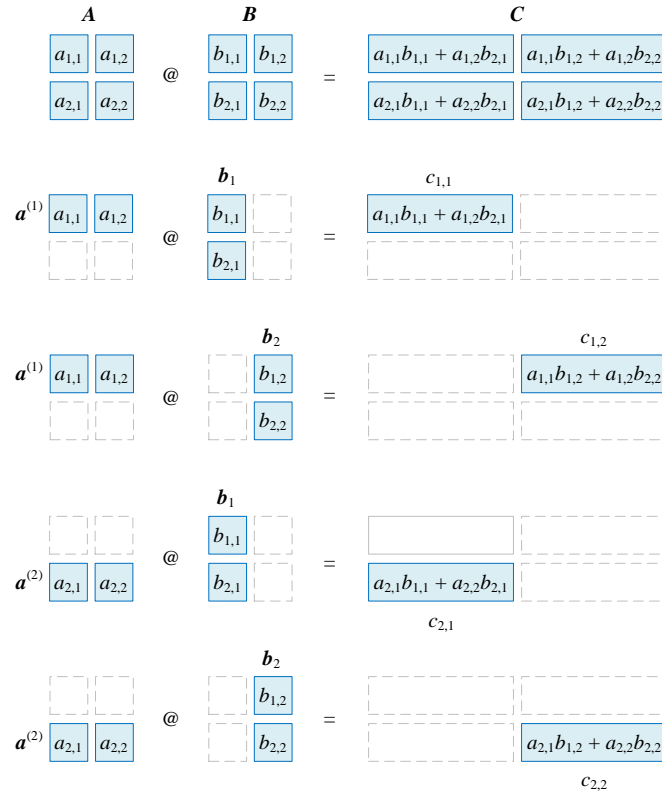 A B C
a1,1 a1,2 b1,1 b1,2 a1,1b1,1 + a1,2b2,1 a1,1b1,2 + a1,2b2,2
@ =
a2,1 a2,2 b2,1 b2,2 a2,1b1,1 + a2,2b2,1 a2,1b1,2 + a2,2b2,2
b1 c1,1
a(1) a1,1 a1,2 b1,1 a1,1b1,1 + a1,2b2,1
@ =
b2,1
b2 c1,2
a(1) a1,1 a1,2 b1,2 a1,1b1,2 + a1,2b2,2
@ =
b2,2
b1
b1,1
@ =
a(2) a2,1 a2,2 b2,1 a2,1b1,1 + a2,2b2,1
c2,1
b2
b1,2
@ =
a(2) a2,1 a2,2 b2,2 a2,1b1,2 + a2,2b2,2
c2,2